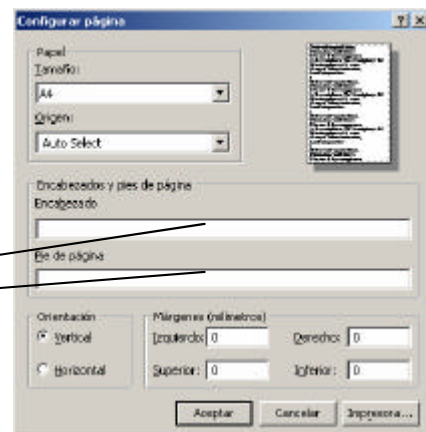 Configurar página
Papel
Tamaño:
A4
Origen:
Auto Select
Encabezados y pies de página
Encabezado
Pie de página
Orientación
Vertical
Horizontal
Márgenes (milímetros)
Izquierdo: 0
Derecho: 0
Superior: 0
Inferior: 0
Aceptar
Cancelar
Impresora...